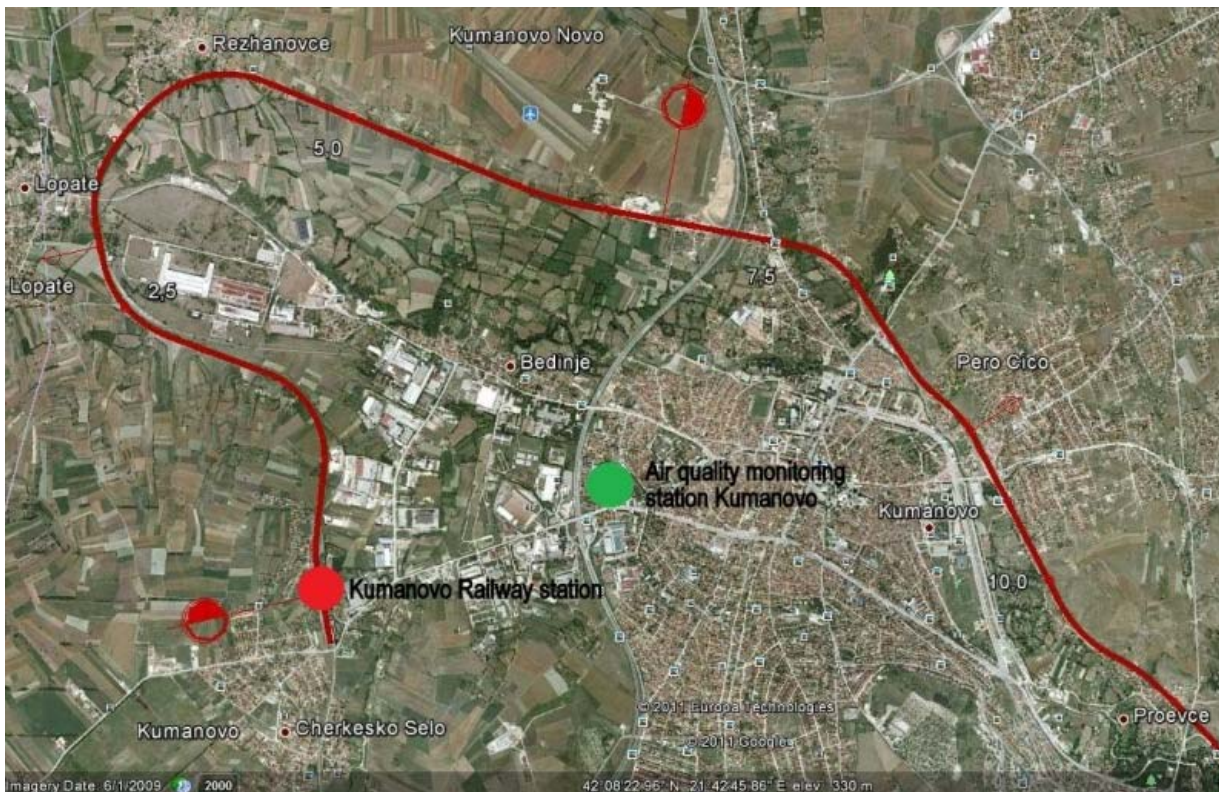 Rezhanovce
Kumanovo Novo
5,0
Lopate
7,5
Lopate
2,5
Bedinje
Pero Cico
Air quality monitoring
station Kumanovo
Kumanovo
Kumanovo Railway station
10,0
© 2011 Europa Technologies
Kumanovo
Cherkesko Selo
Proevce
© 2011 Google
Imagery Date: 6/1/2009 2000 42°08'22.96" N 21°42'45.86" E elev 330 m